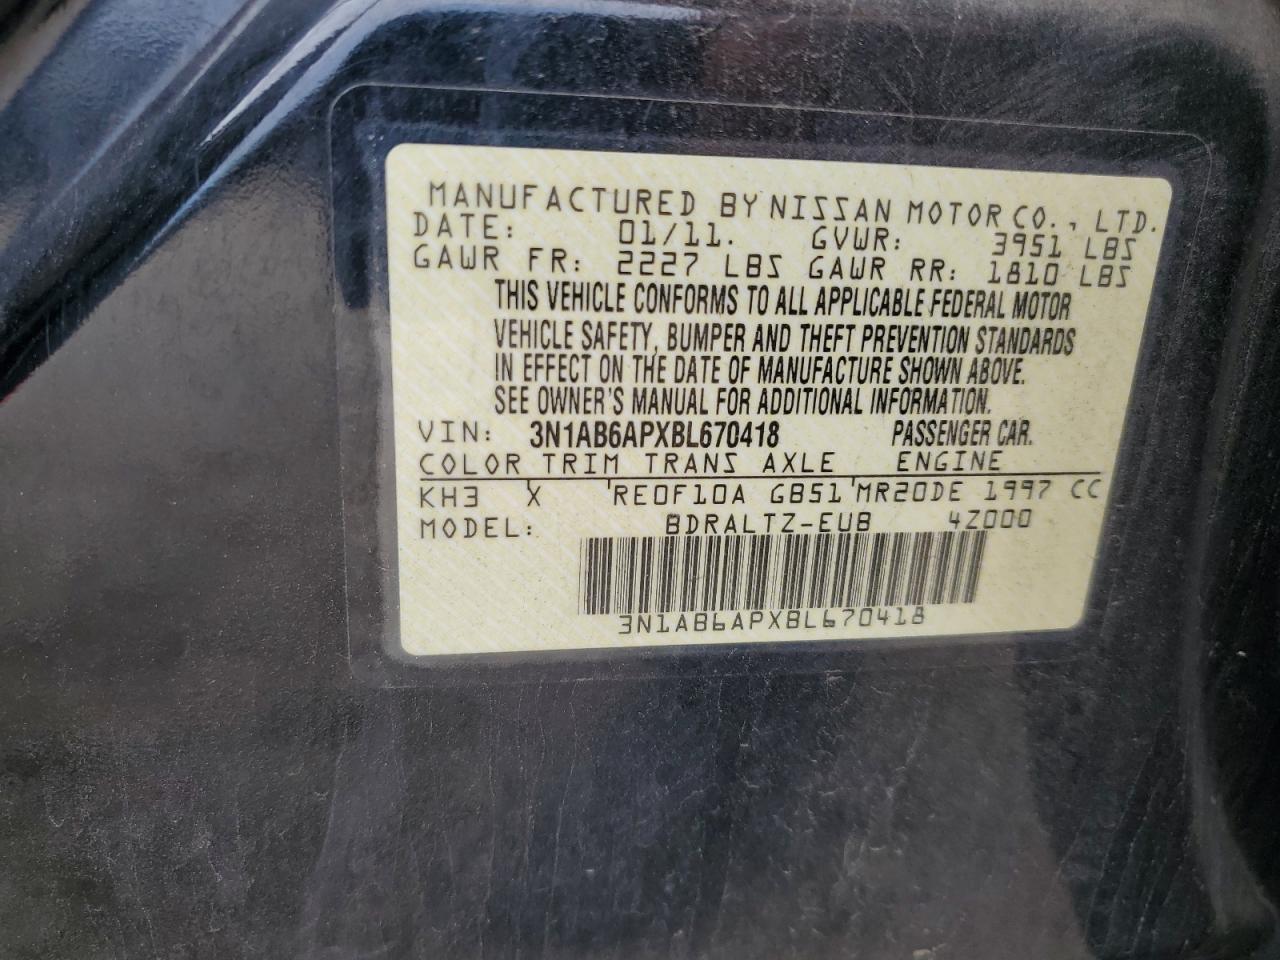 MANUFACTURED BY NISSAN MOTOR CO., LTD.
DATE: 01/11. GVWR: 3951 LBS
GAWR FR: 2227 LBS GAWR RR: 1810 LBS
THIS VEHICLE CONFORMS TO ALL APPLICABLE FEDERAL MOTOR
VEHICLE SAFETY, BUMPER AND THEFT PREVENTION STANDARDS
IN EFFECT ON THE DATE OF MANUFACTURE SHOWN ABOVE.
SEE OWNER'S MANUAL FOR ADDITIONAL INFORMATION.
VIN: 3N1AB6APXBL670418 PASSENGER CAR.
COLOR TRIM TRANS AXLE ENGINE
KH3 X RE0F10A GB51 MR20DE 1997 CC
MODEL: BDRALTZ-EUB 4Z000
3N1AB6APXBL670418